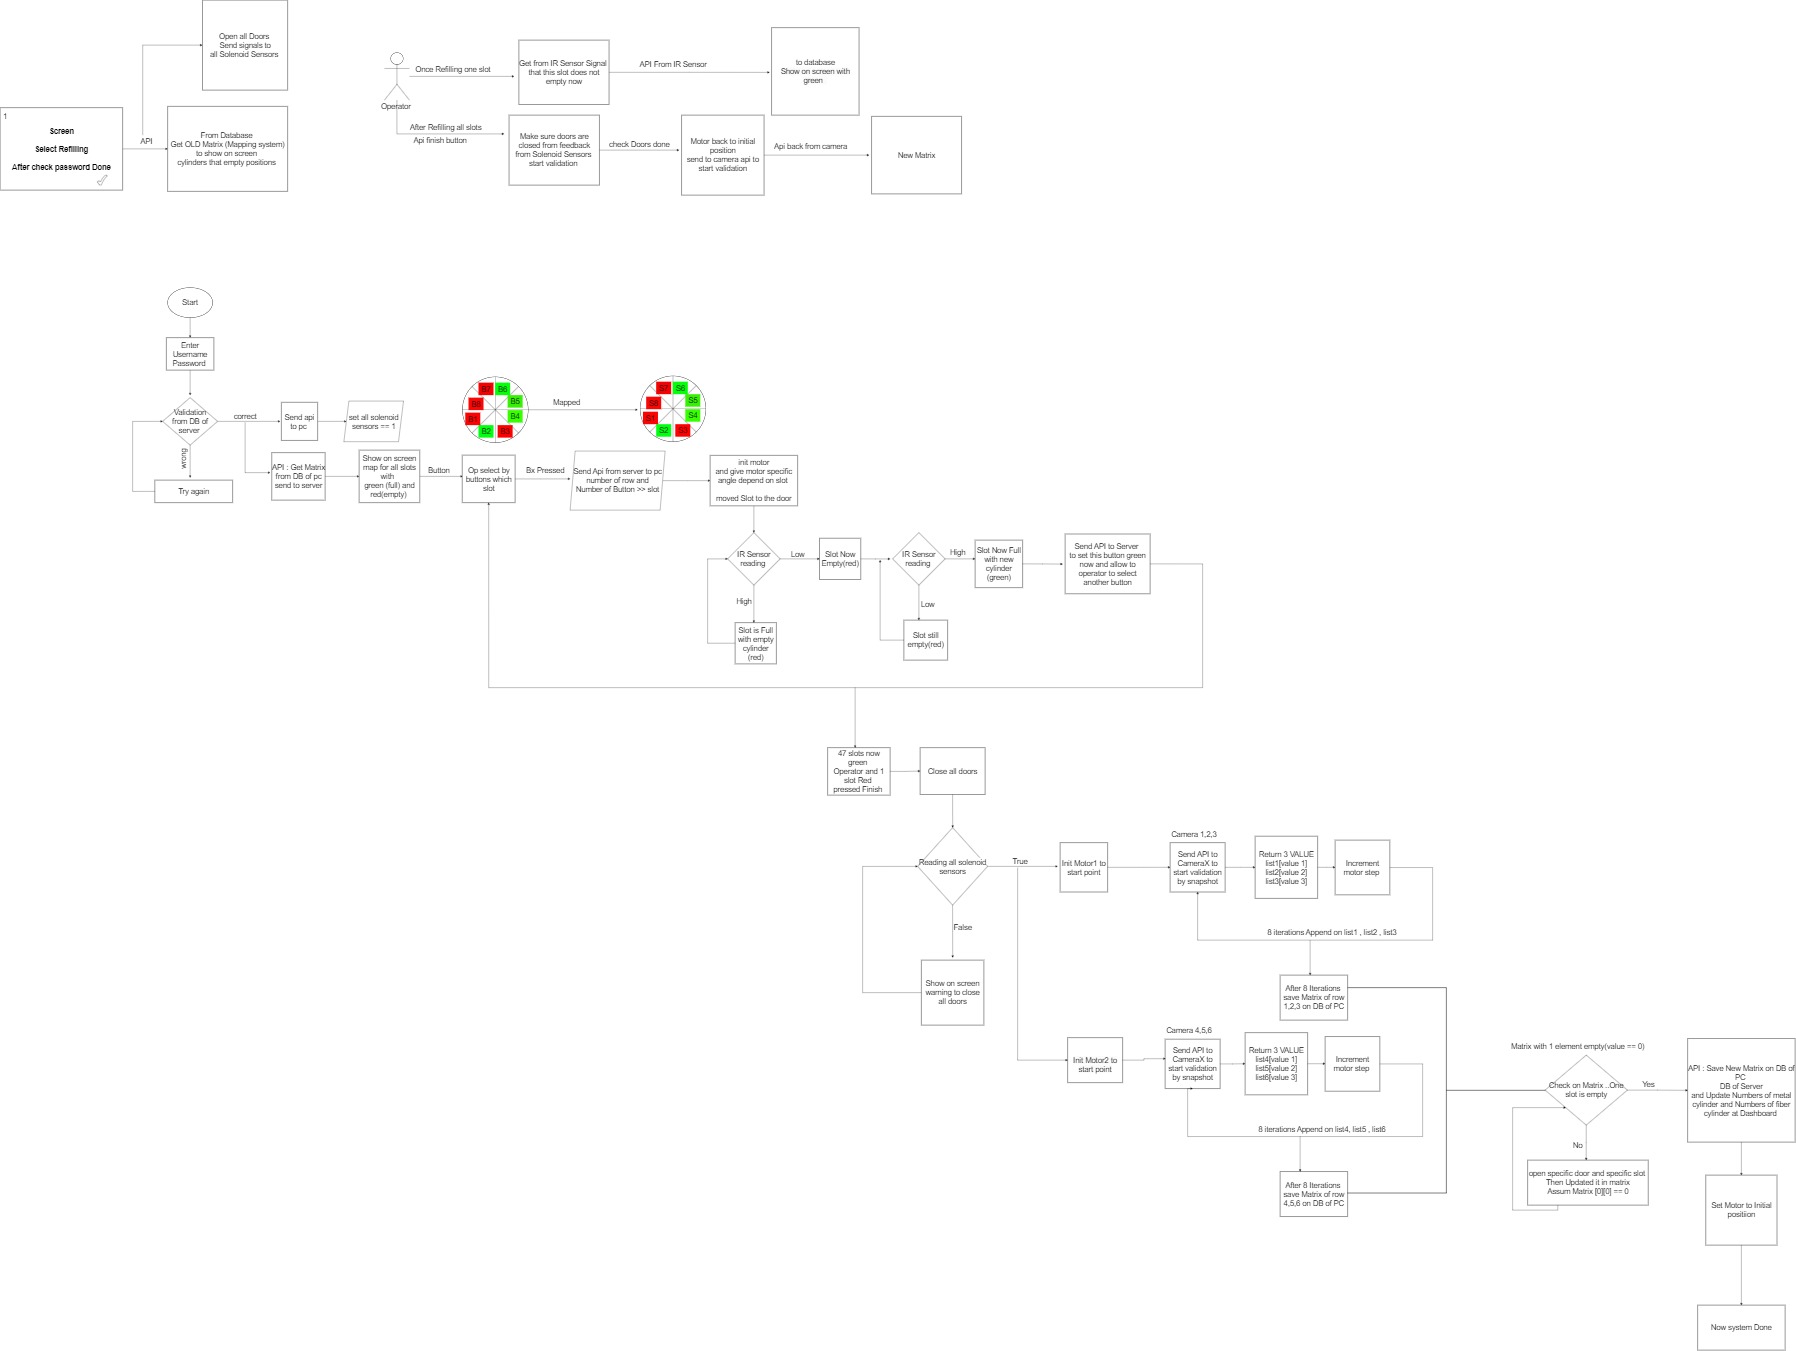 Open all Doors
Send signals to
all Solenoid Sensors
1
Screen
Select Refilling
After check password Done
API
From Database
Get OLD Matrix (Mapping system)
to show on screen
cylinders that empty positions
Operator
Once Refilling one slot
Get from IR Sensor Signal
that this slot does not
empty now
API From IR Sensor
to database
Show on screen with
green
After Refilling all slots
Api finish button
Make sure doors are
closed from feedback
from Solenoid Sensors
start validation
check Doors done
Motor back to initial
position
send to camera api to
start validation
Api back from camera
New Matrix
Start
Enter
Username
Password
Validation
from DB of
server
correct
wrong
Try again
Send api
to pc
set all solenoid
sensors == 1
API : Get Matrix
from DB of pc
send to server
Show on screen
map for all slots
with
green (full) and
red(empty)
Button
B7
B6
B8
B5
B1
B4
B2
B3
Mapped
S7
S6
S8
S5
S1
S4
S2
S3
Op select by
buttons which
slot
Bx Pressed
Send Api from server to pc
number of row and
Number of Button >> slot
init motor
and give motor specific
angle depend on slot
moved Slot to the door
IR Sensor
reading
Low
High
Slot is Full
with empty
cylinder
(red)
Slot Now
Empty(red)
IR Sensor
reading
High
Low
Slot still
empty(red)
Slot Now Full
with new
cylinder
(green)
Send API to Server
to set this button green
now and allow to
operator to select
another button
47 slots now
green
Operator and 1
slot Red
pressed Finish
Close all doors
Reading all solenoid
sensors
True
False
Show on screen
warning to close
all doors
Init Motor1 to
start point
Camera 1,2,3
Send API to
CameraX to
start validation
by snapshot
Return 3 VALUE
list1[value 1]
list2[value 2]
list3[value 3]
Increment
motor step
8 iterations Append on list1 , list2 , list3
After 8 Iterations
save Matrix of row
1,2,3 on DB of PC
Init Motor2 to
start point
Camera 4,5,6
Send API to
CameraX to
start validation
by snapshot
Return 3 VALUE
list4[value 1]
list5[value 2]
list6[value 3]
Increment
motor step
8 iterations Append on list4, list5 , list6
After 8 Iterations
save Matrix of row
4,5,6 on DB of PC
Matrix with 1 element empty(value == 0)
Check on Matrix ..One
slot is empty
Yes
No
open specific door and specific slot
Then Updated it in matrix
Assum Matrix [0][0] == 0
API : Save New Matrix on DB of
PC
DB of Server
and Update Numbers of metal
cylinder and Numbers of fiber
cylinder at Dashboard
Set Motor to Initial
positiion
Now system Done